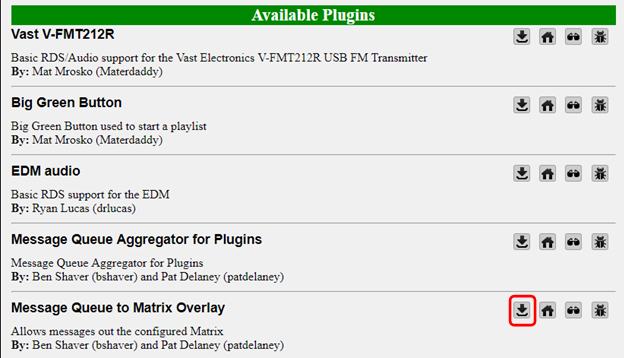 Available Plugins
Vast V-FMT212R
Basic RDS/Audio support for the Vast Electronics V-FMT212R USB FM Transmitter
By: Mat Mrosko (Materdaddy)
Big Green Button
Big Green Button used to start a playlist
By: Mat Mrosko (Materdaddy)
EDM audio
Basic RDS support for the EDM
By: Ryan Lucas (drlucas)
Message Queue Aggregator for Plugins
Message Queue Aggregator for Plugins
By: Ben Shaver (bshaver) and Pat Delaney (patdelaney)
Message Queue to Matrix Overlay
Allows messages out the configured Matrix
By: Ben Shaver (bshaver) and Pat Delaney (patdelaney)